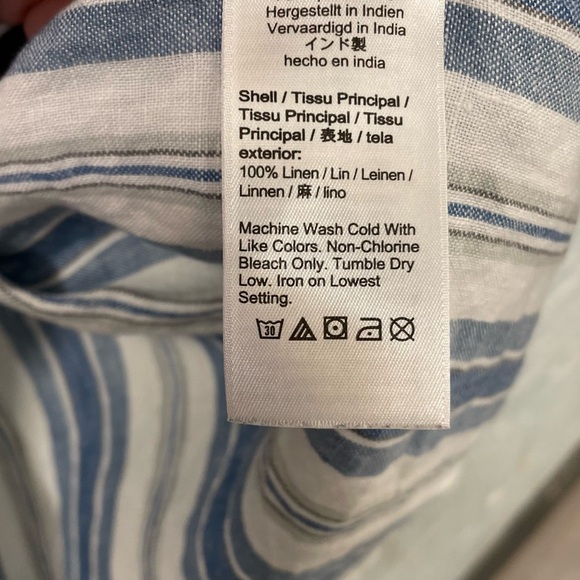 Hergestellt in Indien
Vervaardigd in India
インド製
hecho en india
Shell / Tissu Principal /
Tissu Principal / Tissu
Principal / 表地 / tela
exterior:
100% Linen / Lin / Leinen /
Linnen / 麻 / lino
Machine Wash Cold With
Like Colors. Non-Chlorine
Bleach Only. Tumble Dry
Low. Iron on Lowest
Setting.
30